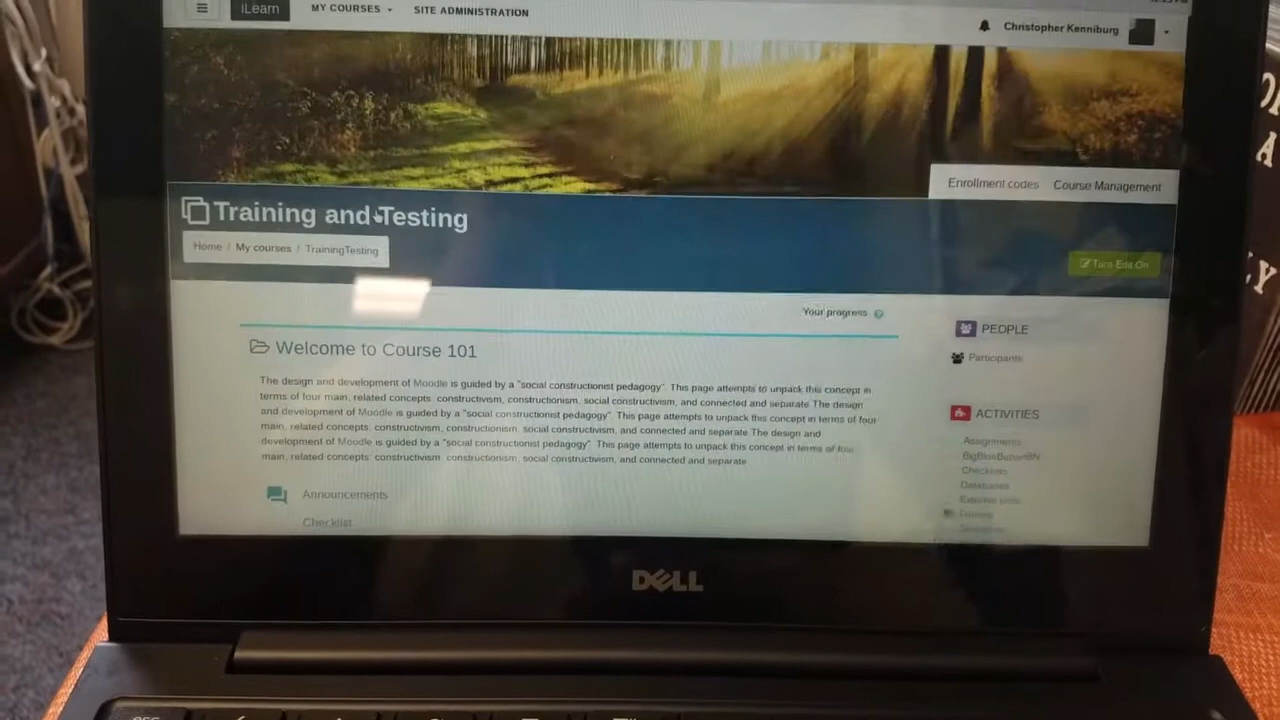 iLearn
MY COURSES
SITE ADMINISTRATION
Christopher Kenniburg
Enrollment codes
Course Management
Training and Testing
Home / My courses / TrainingTesting
Turn Edit On
Your progress
Welcome to Course 101
The design and development of Moodle is guided by a "social constructionist pedagogy". This page attempts to unpack this concept in
terms of four main, related concepts: constructivism, constructionism, social constructivism, and connected and separate The design
and development of Moodle is guided by a "social constructionist pedagogy". This page attempts to unpack this concept in terms of four
main, related concepts: constructivism, constructionism, social constructivism, and connected and separate The design and
development of Moodle is guided by a "social constructionist pedagogy". This page attempts to unpack this concept in terms of four
main, related concepts: constructivism, constructionism, social constructivism, and connected and separate
Announcements
Checklist
PEOPLE
Participants
ACTIVITIES
Assignments
BigBlueButtonBN
Checklists
Databases
External tools
Forums
DELL